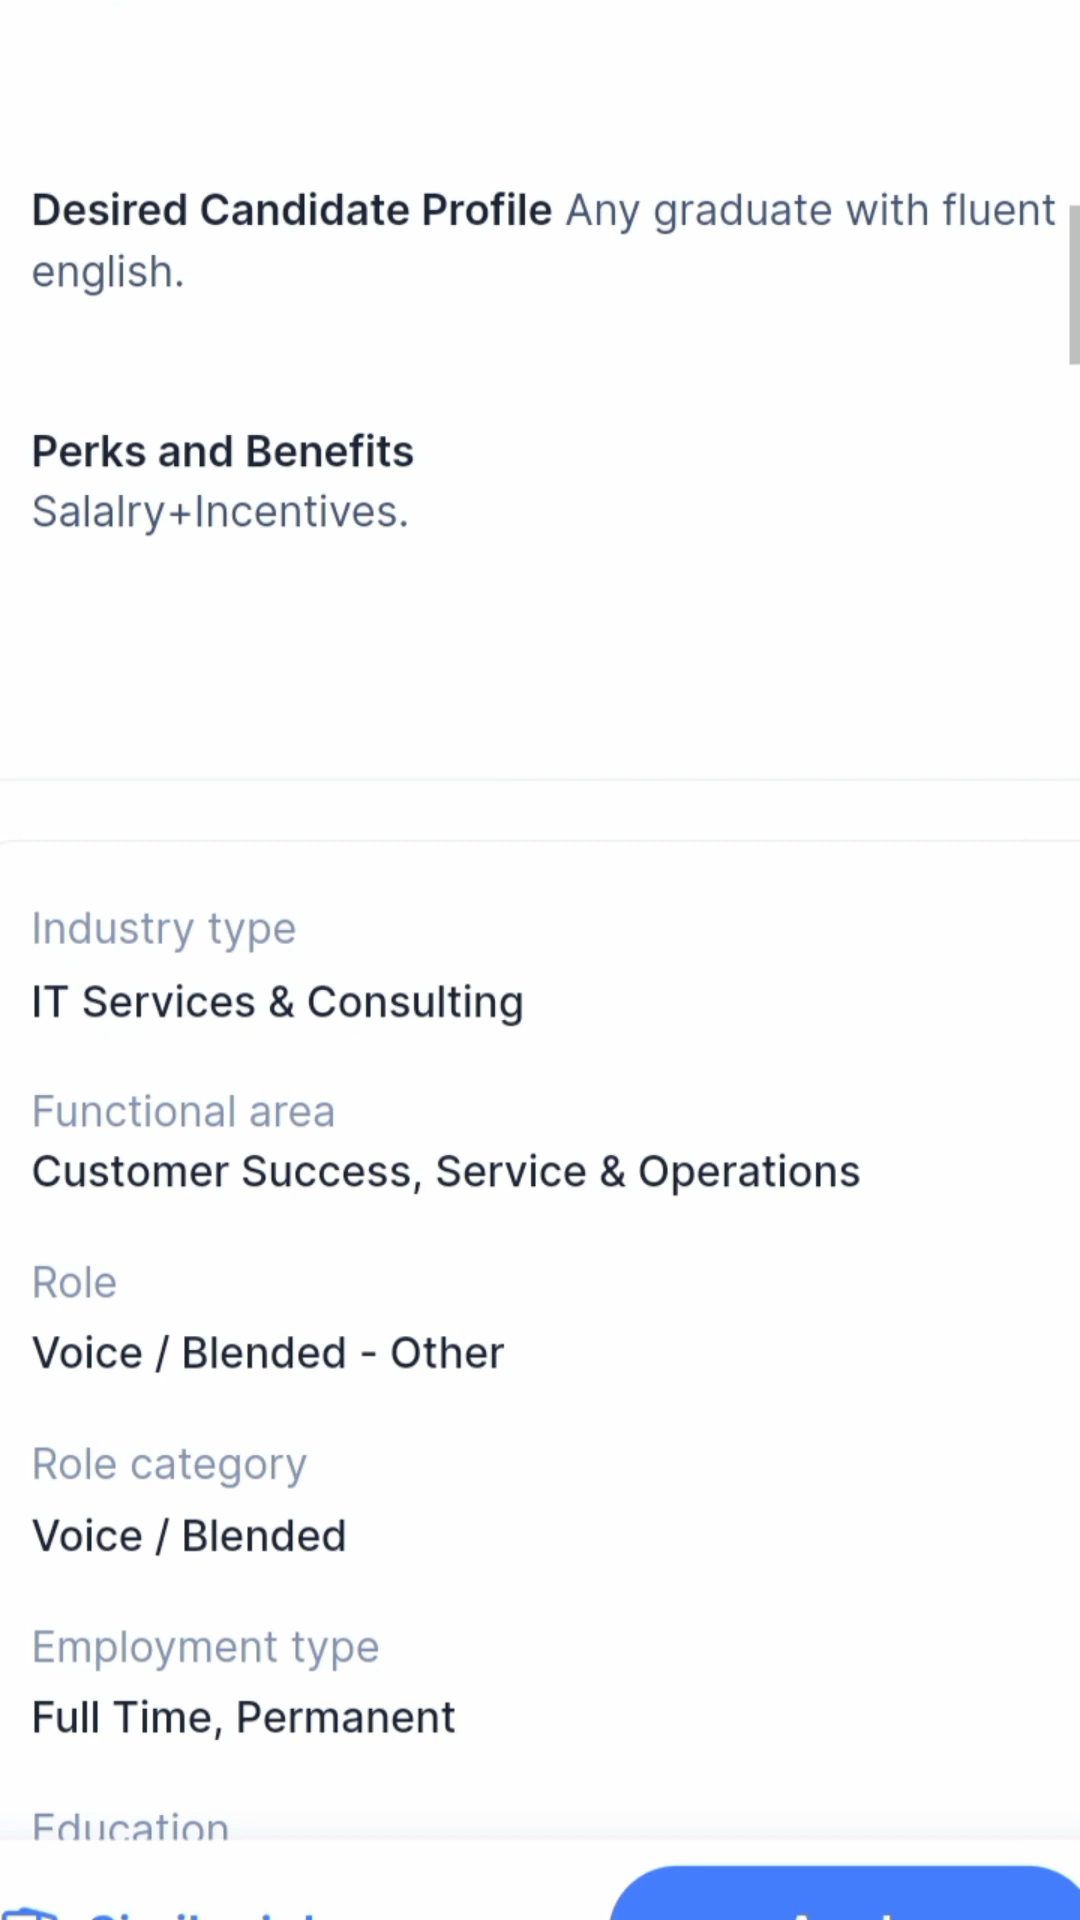 Desired Candidate Profile Any graduate with fluent
english.
Perks and Benefits
Salalry+Incentives.
Industry type
IT Services & Consulting
Functional area
Customer Success, Service & Operations
Role
Voice / Blended - Other
Role category
Voice / Blended
Employment type
Full Time, Permanent
Education